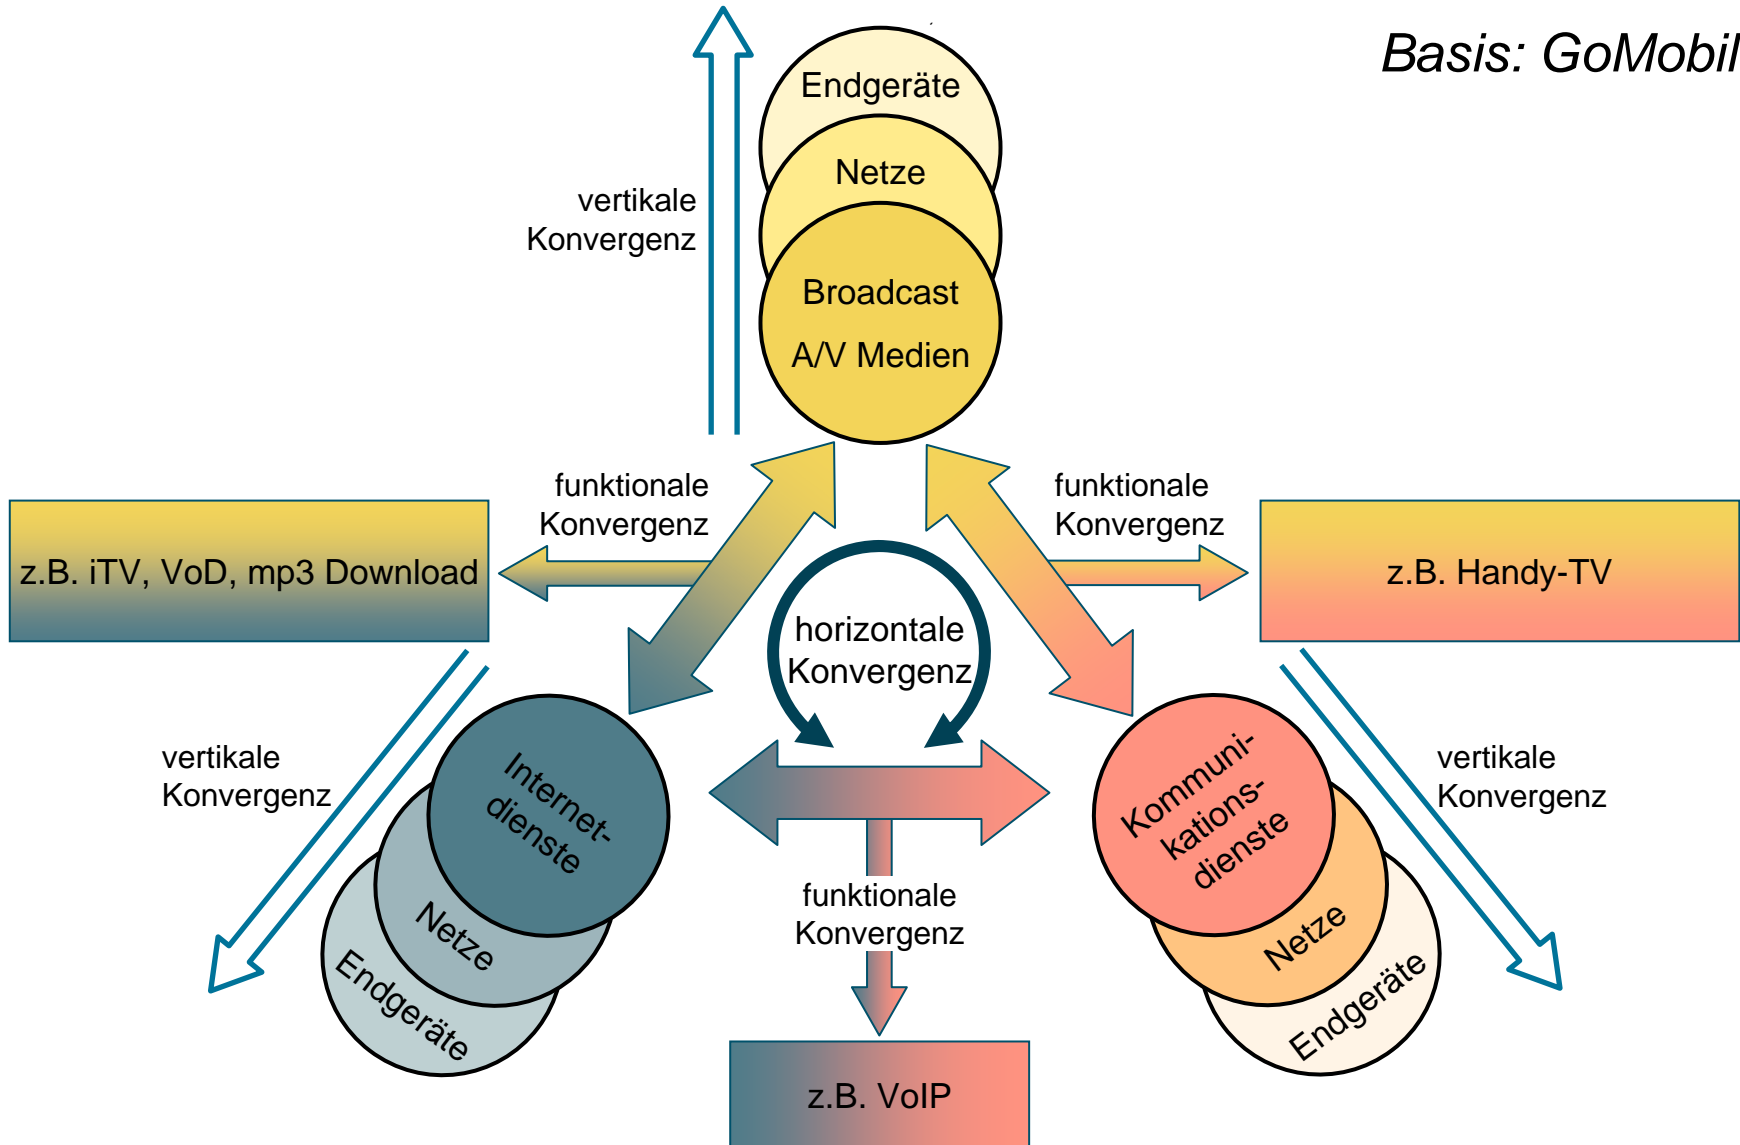 Basis: GoMobil
Endgeräte
Netze
vertikale
Konvergenz
Broadcast
A/V Medien
funktionale
Konvergenz
funktionale
Konvergenz
z.B. iTV, VoD, mp3 Download
z.B. Handy-TV
horizontale
Konvergenz
vertikale
Konvergenz
Internet-
dienste
Netze
Endgeräte
Kommuni-
kations-
dienste
Netze
Endgeräte
vertikale
Konvergenz
funktionale
Konvergenz
z.B. VoIP